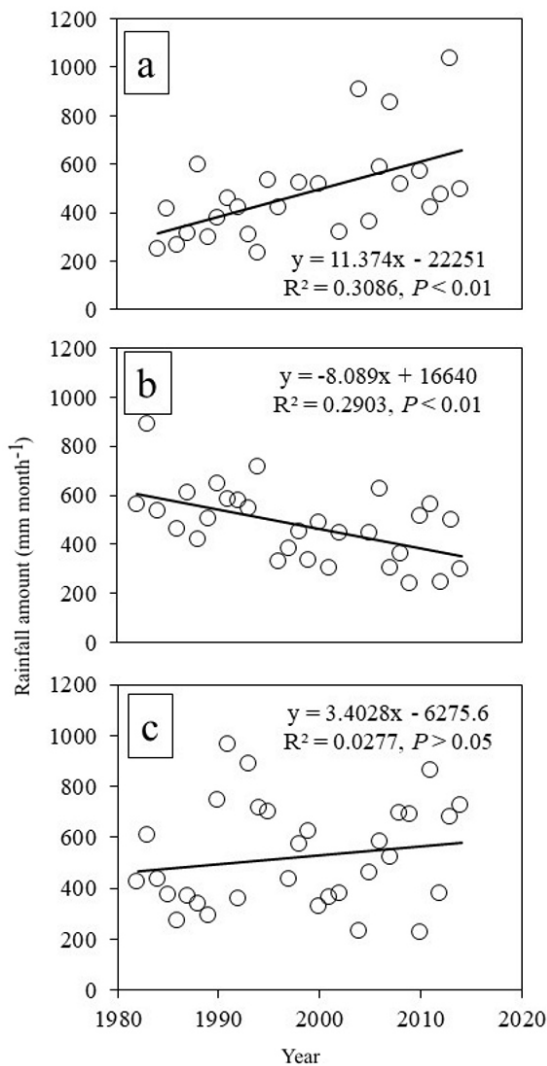 Rainfall amount (mm month⁻¹)
1200
1000
800
600
400
200
0
a
y = 11.374x - 22251
R² = 0.3086, P < 0.01
1200
1000
800
600
400
200
0
b
y = -8.089x + 16640
R² = 0.2903, P < 0.01
1200
1000
800
600
400
200
0
c
y = 3.4028x - 6275.6
R² = 0.0277, P > 0.05
1980 1990 2000 2010 2020
Year